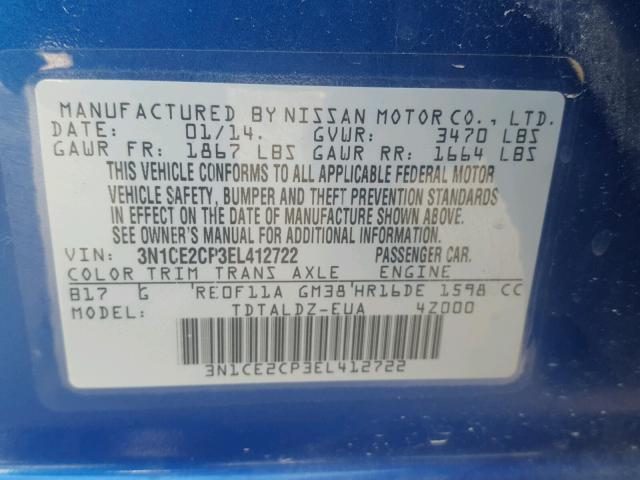 MANUFACTURED BY NISSAN MOTOR CO., LTD.
DATE: 01/14. GVWR: 3470 LBS
GAWR FR: 1867 LBS GAWR RR: 1664 LBS
THIS VEHICLE CONFORMS TO ALL APPLICABLE FEDERAL MOTOR
VEHICLE SAFETY, BUMPER AND THEFT PREVENTION STANDARDS
IN EFFECT ON THE DATE OF MANUFACTURE SHOWN ABOVE.
SEE OWNER'S MANUAL FOR ADDITIONAL INFORMATION.
VIN: 3N1CE2CP3EL412722 PASSENGER CAR.
COLOR TRIM TRANS AXLE ENGINE
B17 G 'RE0F11A GM38'HR16DE 1598 CC
MODEL: TDTALDZ-EUA 4Z000
3N1CE2CP3EL412722